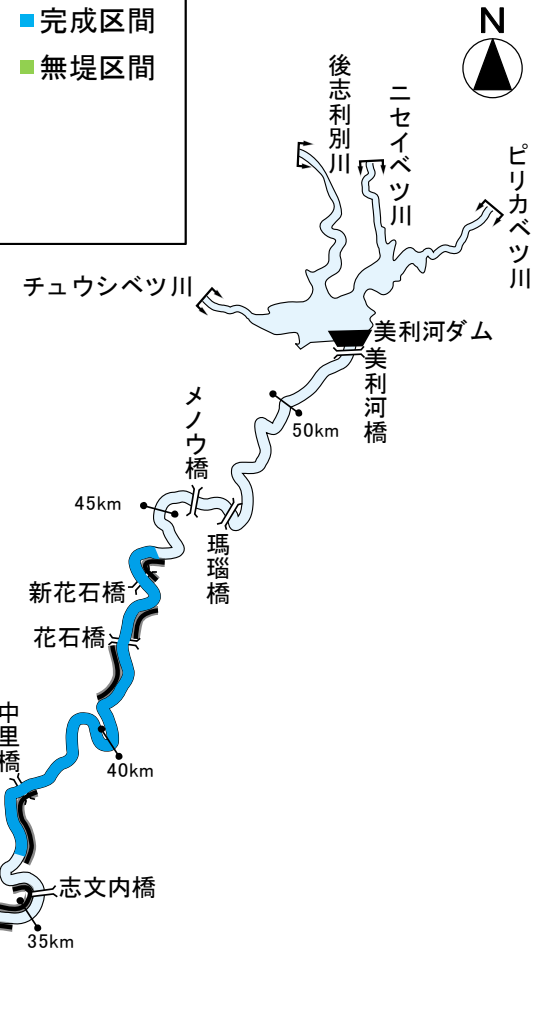 完成区間
無堤区間
N
後志利別川
ニセイベツ川
ピリカベツ川
チュウシベツ川
美利河ダム
美利河橋
50km
メノウ橋
45km
瑪瑙橋
新花石橋
花石橋
中里橋
40km
志文内橋
35km